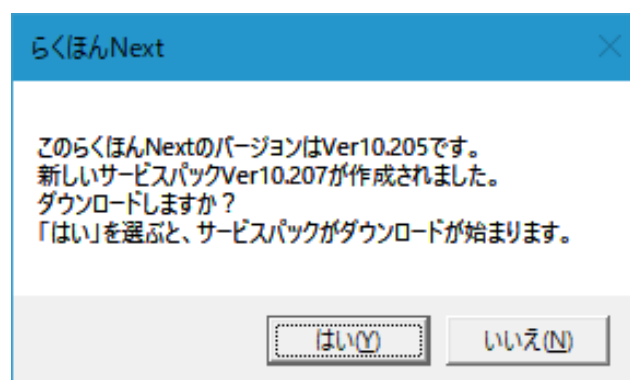 らくほんNext
このらくほんNextのバージョンはVer10.205です。
新しいサービスパックVer10.207が作成されました。
ダウンロードしますか？
「はい」を選ぶと、サービスパックがダウンロードが始まります。
はい(Y)
いいえ(N)